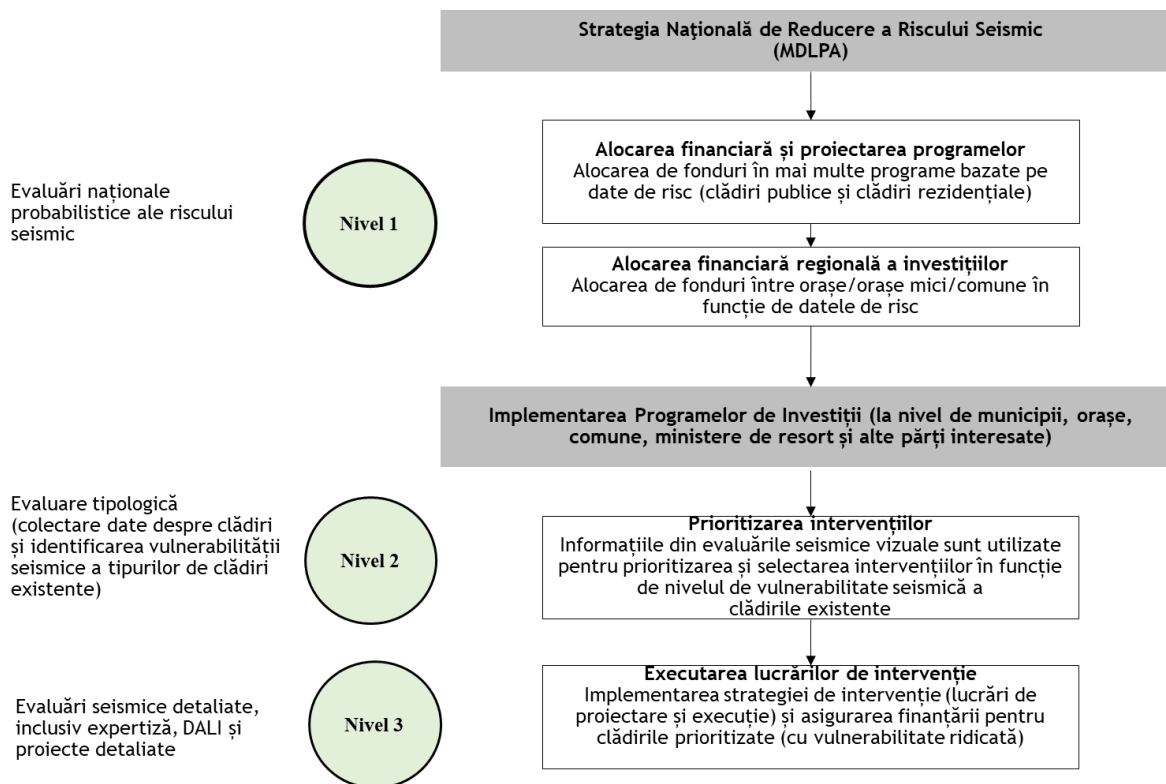 Strategia Naţională de Reducere a Riscului Seismic
(MDLPA)
Alocarea financiară și proiectarea programelor
Alocarea de fonduri în mai multe programe bazate pe
date de risc (clădiri publice și clădiri rezidențiale)
Evaluări naționale
probabilistice ale riscului
seismic
Nivel 1
Alocarea financiară regională a investițiilor
Alocarea de fonduri între orașe/orașe mici/comune în
funcție de datele de risc
Implementarea Programelor de Investiții (la nivel de municipii, orașe,
comune, ministere de resort și alte părți interesate)
Evaluare tipologică
(colectare date despre clădiri
și identificarea vulnerabilității
seismice a tipurilor de clădiri
existente)
Nivel 2
Prioritizarea intervențiilor
Informațiile din evaluările seismice vizuale sunt utilizate
pentru prioritizarea și selectarea intervențiilor în funcție
de nivelul de vulnerabilitate seismică a
clădirile existente
Evaluări seismice detaliate,
inclusiv expertiză, DALI și
proiecte detaliate
Nivel 3
Executarea lucrărilor de intervenție
Implementarea strategiei de intervenție (lucrări de
proiectare și execuție) și asigurarea finanțării pentru
clădirile prioritizate (cu vulnerabilitate ridicată)